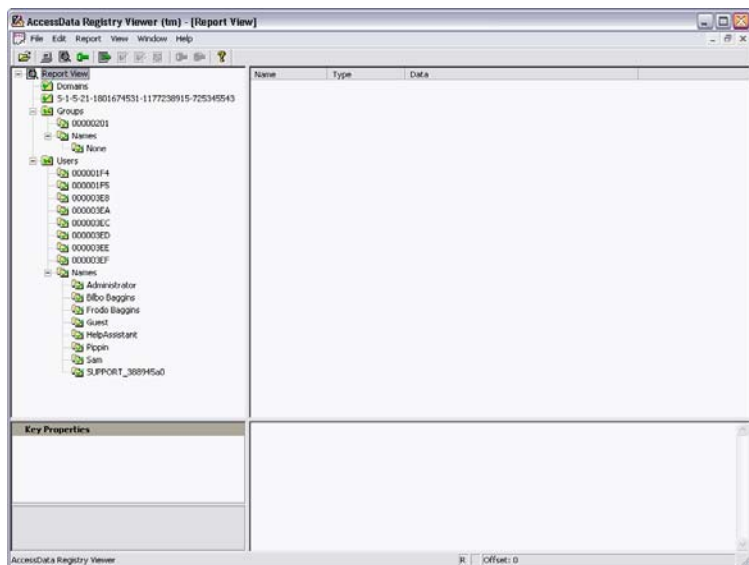 AccessData Registry Viewer (tm) - [Report View]
File Edit Report View Window Help
Report View
Domains
S-1-5-21-1801674531-1177238915-725345543
Groups
00000201
Names
None
Users
000001F4
000001F5
000003E8
000003EA
000003EC
000003ED
000003EE
000003EF
Names
Administrator
Bilbo Baggins
Frodo Baggins
Guest
HelpAssistant
Pippin
Sam
SUPPORT_388945a0
Name Type Data
Key Properties
AccessData Registry Viewer R Offset: 0